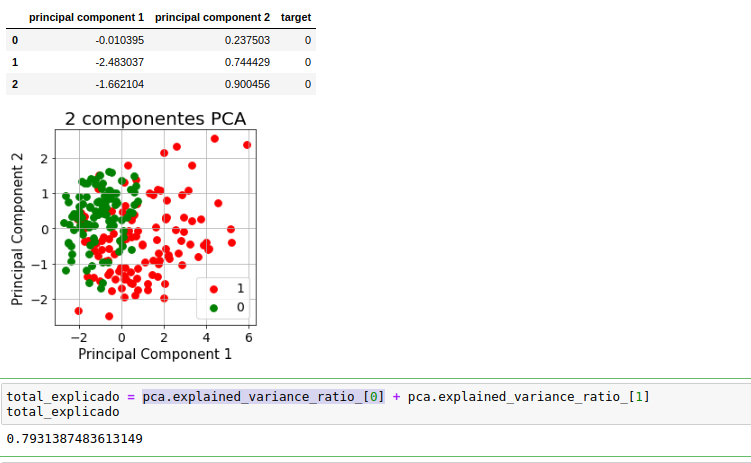 principal component 1 principal component 2 target
0 -0.010395 0.237503 0
1 -2.483037 0.744429 0
2 -1.662104 0.900456 0
2 componentes PCA
Principal Component 2
2
1
0
−1
−2
1
0
−2 0 2 4 6
Principal Component 1
total_explicado = pca.explained_variance_ratio_[0] + pca.explained_variance_ratio_[1]
total_explicado
0.7931387483613149